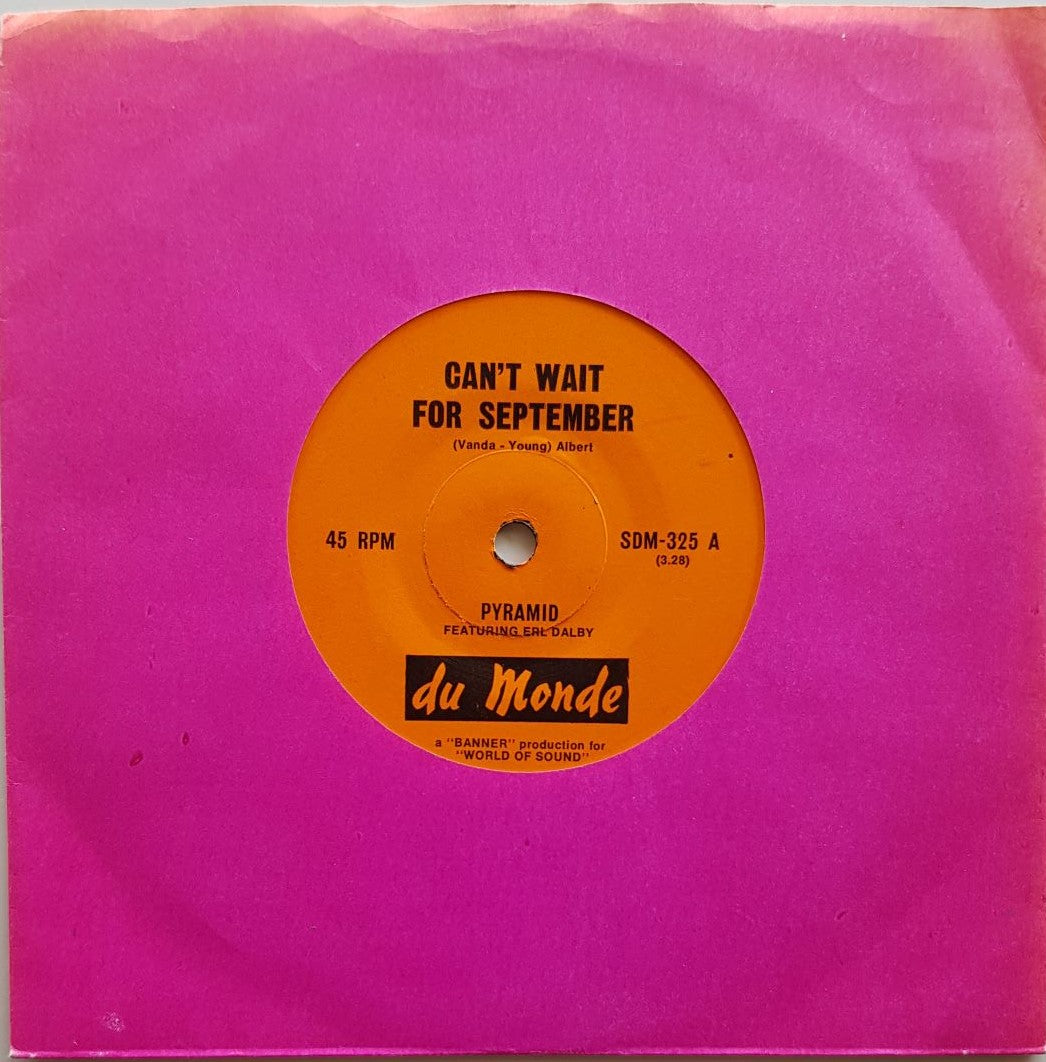 CAN'T WAIT
FOR SEPTEMBER
(Vanda - Young) Albert
45 RPM
SDM-325 A
(3.28)
PYRAMID
FEATURING ERL DALBY
du Monde
a "BANNER" production for
"WORLD OF SOUND"